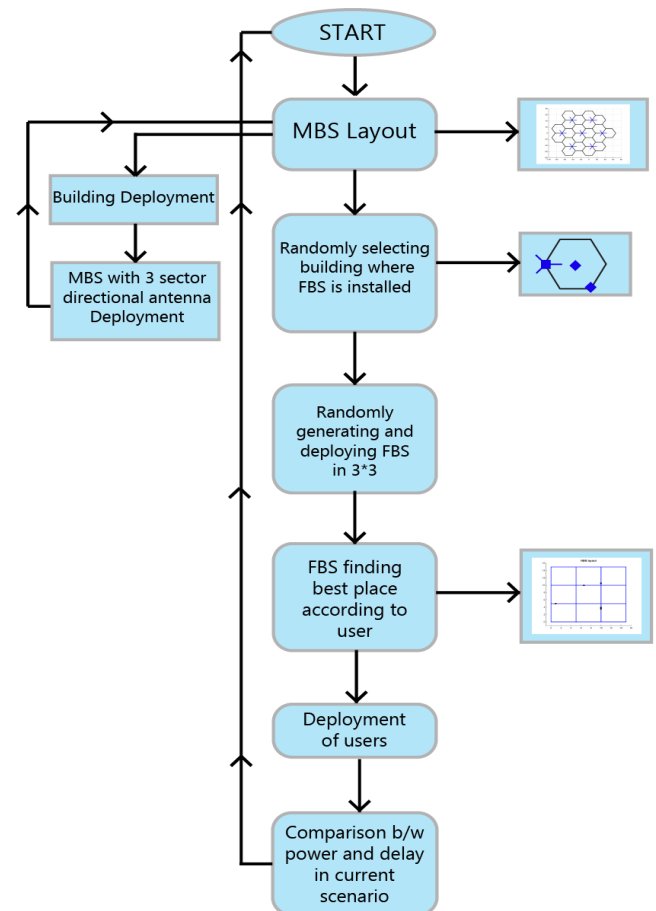 START
MBS Layout
Building Deployment
MBS with 3 sector
directional antenna
Deployment
Randomly selecting
building where
FBS is installed
Randomly
generating and
deploying FBS
in 3*3
FBS finding
best place
according to
user
Deployment
of users
Comparison b/w
power and delay
in current
scenario